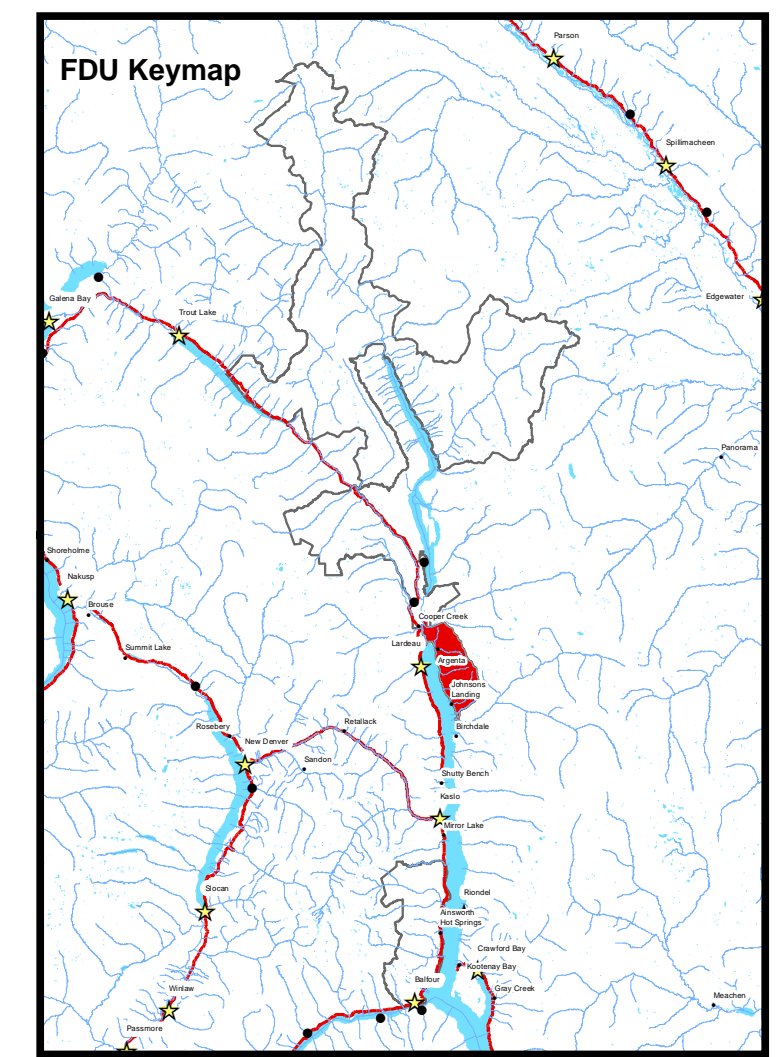 FDU Keymap
Parson
Spillimacheen
Edgewater
Galena Bay
Trout Lake
Panorama
Shoreholme
Nakusp
Brouse
Summit Lake
Cooper Creek
Lardeau
Argenta
Johnsons
Landing
Birchdale
Rosebery
New Denver
Retallack
Sandon
Shutty Bench
Kaslo
Mirror Lake
Slocan
Riondel
Ainsworth
Hot Springs
Crawford Bay
Kootenay Bay
Balfour
Gray Creek
Winlaw
Meachen
Passmore